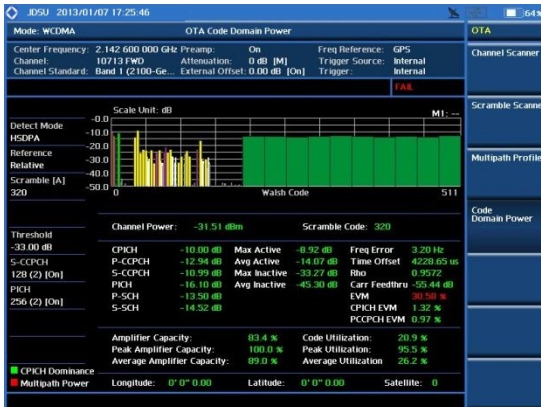 JDSU 2013/01/07 17:25:46
64%
Mode: WCDMA
OTA Code Domain Power
OTA
Center Frequency: 2.142 600 000 GHz Preamp: On Freq Reference: GPS
Channel: 10713 FWD Attenuation: 0 dB [M] Trigger Source: Internal
Channel Standard: Band 1 (2100-Ge... External Offset: 0.00 dB [On] Trigger: Internal
FAIL
Channel Scanner
Scramble Scanne
Multipath Profile
Code
Domain Power
Scale Unit: dB
M1: --
-0.0
-10.0
-20.0
-30.0
-40.0
-50.0
0
Walsh Code
511
Detect Mode
HSDPA
Reference
Relative
Scramble [A]
320
Threshold
-33.00 dB
S-CCPCH
128 (2) [On]
PICH
256 (2) [On]
CPICH Dominance
Multipath Power
Channel Power: -31.51 dBm Scramble Code: 320
CPICH -10.00 dB Max Active -8.92 dB Freq Error 3.20 Hz
P-CCPCH -12.94 dB Avg Active -14.07 dB Time Offset 4228.65 us
S-CCPCH -10.99 dB Max Inactive -33.27 dB Rho 0.9572
PICH -16.10 dB Avg Inactive -45.30 dB Carr Feedthru -55.44 dB
P-SCH -13.50 dB EVM 30.58 %
S-SCH -14.52 dB CPICH EVM 1.32 %
PCCPCH EVM 0.97 %
Amplifier Capacity: 83.4 % Code Utilization: 20.9 %
Peak Amplifier Capacity: 100.0 % Peak Utilization: 95.5 %
Average Amplifier Capacity: 89.0 % Average Utilization 26.2 %
Longitude: 0' 0" 0.00 Latitude: 0' 0" 0.00 Satellite: 0